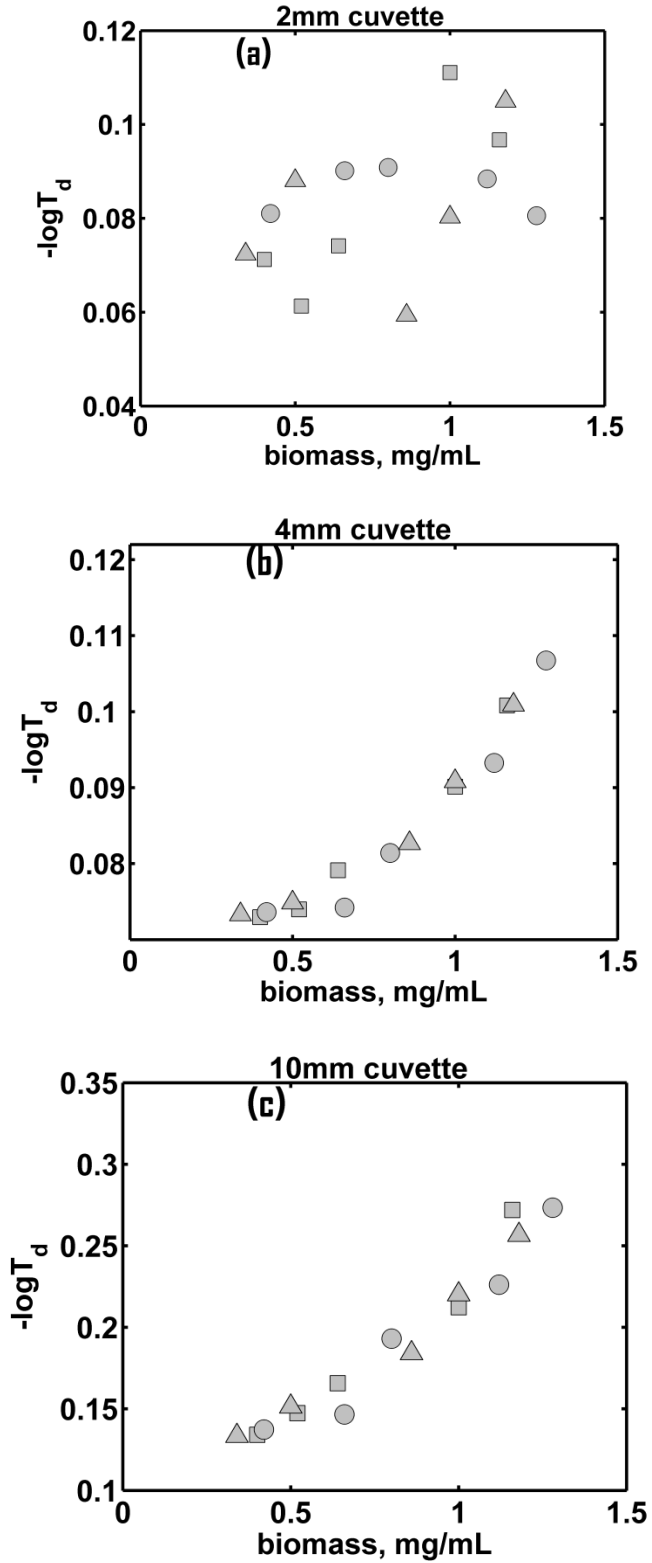 2mm cuvette
(a)
0.12
0.1
0.08
0.06
0.04
-logT_d
0 0.5 1 1.5
biomass, mg/mL
4mm cuvette
(b)
0.12
0.11
0.1
0.09
0.08
-logT_d
0 0.5 1 1.5
biomass, mg/mL
10mm cuvette
(c)
0.35
0.3
0.25
0.2
0.15
0.1
-logT_d
0 0.5 1 1.5
biomass, mg/mL